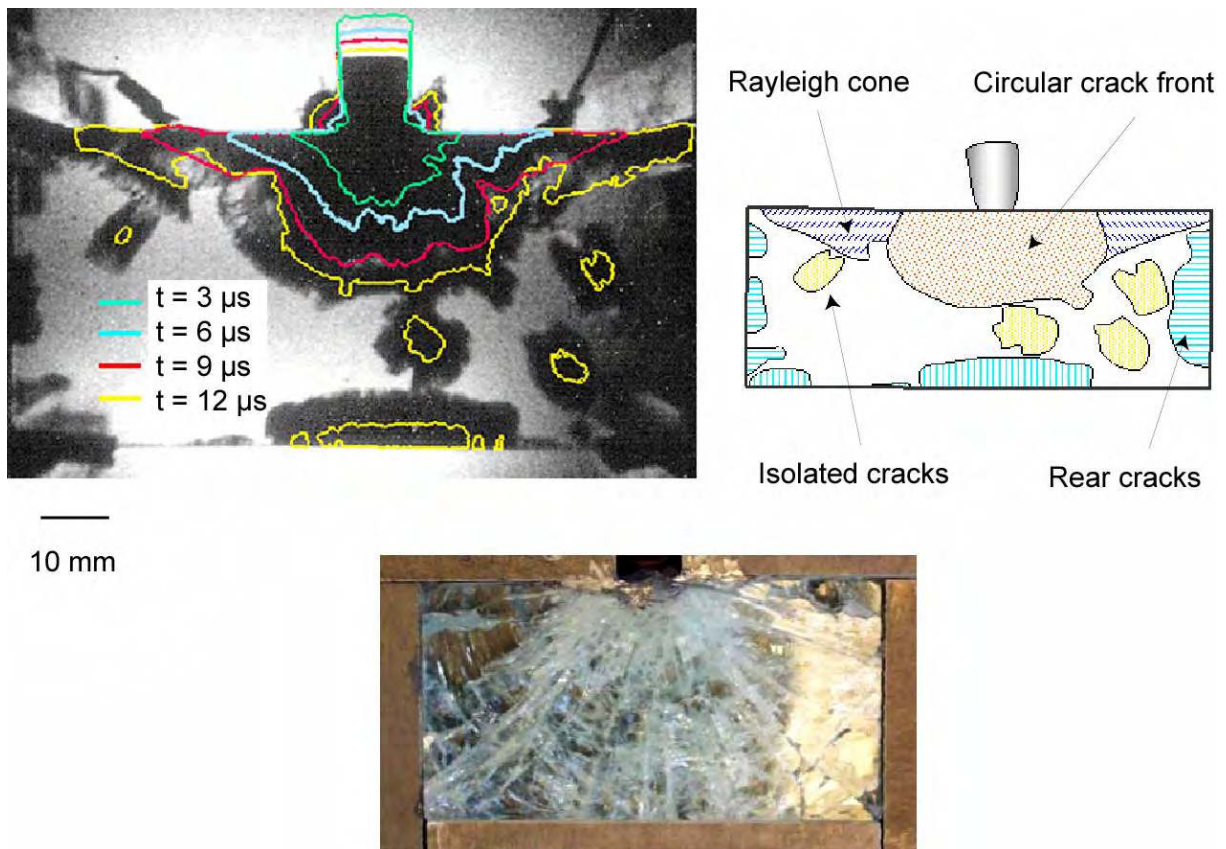 t = 3 µs
t = 6 µs
t = 9 µs
t = 12 µs
10 mm
Rayleigh cone
Circular crack front
Isolated cracks
Rear cracks